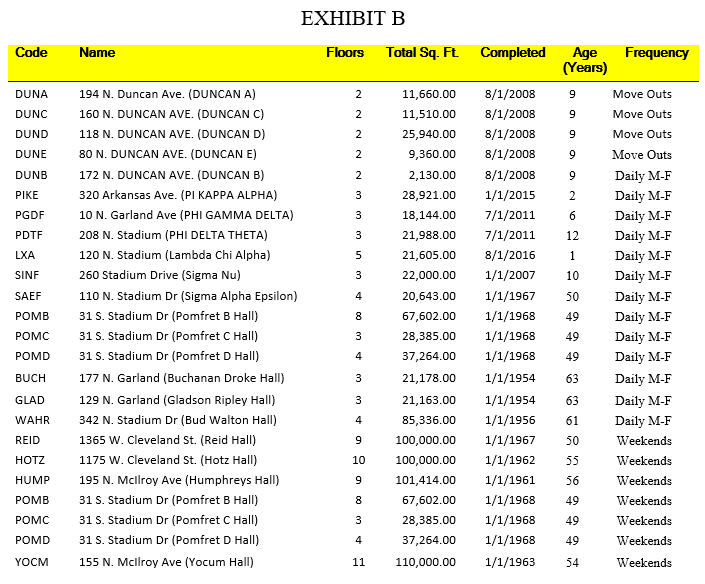 EXHIBIT B
Code Name Floors Total Sq. Ft. Completed Age (Years) Frequency
DUNA 194 N. Duncan Ave. (DUNCAN A) 2 11,660.00 8/1/2008 9 Move Outs
DUNC 160 N. DUNCAN AVE. (DUNCAN C) 2 11,510.00 8/1/2008 9 Move Outs
DUND 118 N. DUNCAN AVE. (DUNCAN D) 2 25,940.00 8/1/2008 9 Move Outs
DUNE 80 N. DUNCAN AVE. (DUNCAN E) 2 9,360.00 8/1/2008 9 Move Outs
DUNB 172 N. DUNCAN AVE. (DUNCAN B) 2 2,130.00 8/1/2008 9 Daily M-F
PIKE 320 Arkansas Ave. (PI KAPPA ALPHA) 3 28,921.00 1/1/2015 2 Daily M-F
PGDF 10 N. Garland Ave (PHI GAMMA DELTA) 3 18,144.00 7/1/2011 6 Daily M-F
PDTF 208 N. Stadium (PHI DELTA THETA) 3 21,988.00 7/1/2011 12 Daily M-F
LXA 120 N. Stadium (Lambda Chi Alpha) 5 21,605.00 8/1/2016 1 Daily M-F
SINF 260 Stadium Drive (Sigma Nu) 3 22,000.00 1/1/2007 10 Daily M-F
SAEF 110 N. Stadium Dr (Sigma Alpha Epsilon) 4 20,643.00 1/1/1967 50 Daily M-F
POMB 31 S. Stadium Dr (Pomfret B Hall) 8 67,602.00 1/1/1968 49 Daily M-F
POMC 31 S. Stadium Dr (Pomfret C Hall) 3 28,385.00 1/1/1968 49 Daily M-F
POMD 31 S. Stadium Dr (Pomfret D Hall) 4 37,264.00 1/1/1968 49 Daily M-F
BUCH 177 N. Garland (Buchanan Droke Hall) 3 21,178.00 1/1/1954 63 Daily M-F
GLAD 129 N. Garland (Gladson Ripley Hall) 3 21,163.00 1/1/1954 63 Daily M-F
WAHR 342 N. Stadium Dr (Bud Walton Hall) 4 85,336.00 1/1/1956 61 Daily M-F
REID 1365 W. Cleveland St. (Reid Hall) 9 100,000.00 1/1/1967 50 Weekends
HOTZ 1175 W. Cleveland St. (Hotz Hall) 10 100,000.00 1/1/1962 55 Weekends
HUMP 195 N. McIlroy Ave (Humphreys Hall) 9 101,414.00 1/1/1961 56 Weekends
POMB 31 S. Stadium Dr (Pomfret B Hall) 8 67,602.00 1/1/1968 49 Weekends
POMC 31 S. Stadium Dr (Pomfret C Hall) 3 28,385.00 1/1/1968 49 Weekends
POMD 31 S. Stadium Dr (Pomfret D Hall) 4 37,264.00 1/1/1968 49 Weekends
YOCM 155 N. McIlroy Ave (Yocum Hall) 11 110,000.00 1/1/1963 54 Weekends